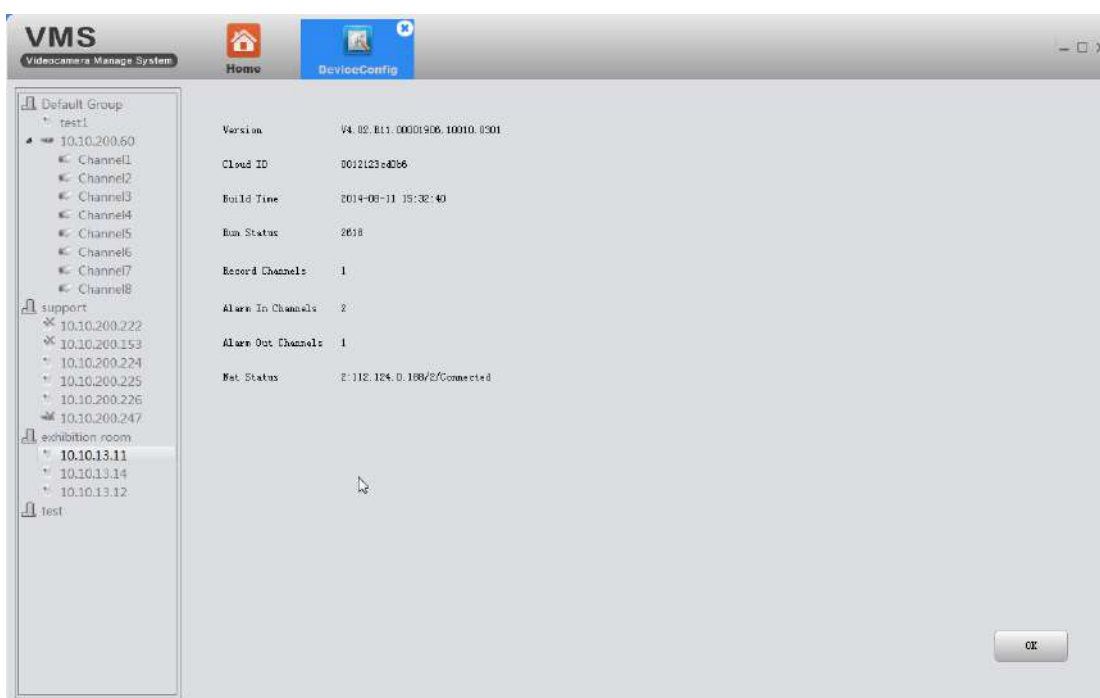 VMS
Videocamera Manage System
Home
DeviceConfig
Default Group
test1
10.10.200.60
Channel1
Channel2
Channel3
Channel4
Channel5
Channel6
Channel7
Channel8
support
10.10.200.222
10.10.200.153
10.10.200.224
10.10.200.225
10.10.200.226
10.10.200.247
exhibition room
10.10.13.11
10.10.13.14
10.10.13.12
test
Version V4.02.R11.00001906.10010.0301
Cloud ID
Build Time 2014-08-11 15:32:40
Run Status 2618
Record Channels 1
Alarm In Channels 2
Alarm Out Channels 1
Nat Status 2:112.124.0.188/2/Connected
OK